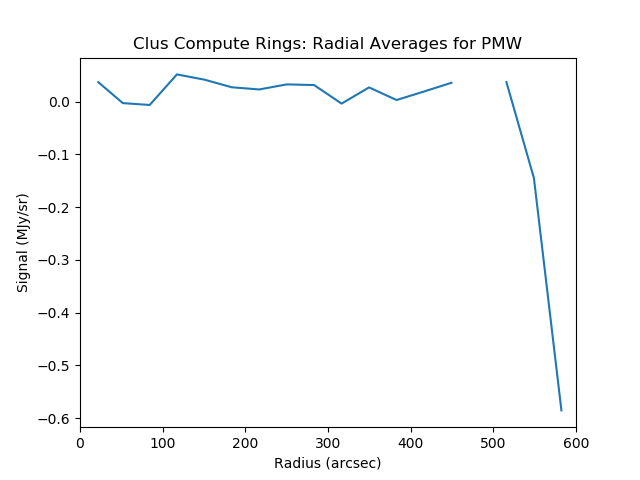 Clus Compute Rings: Radial Averages for PMW
0.0
−0.1
−0.2
−0.3
−0.4
−0.5
−0.6
Signal (MJy/sr)
0 100 200 300 400 500 600
Radius (arcsec)